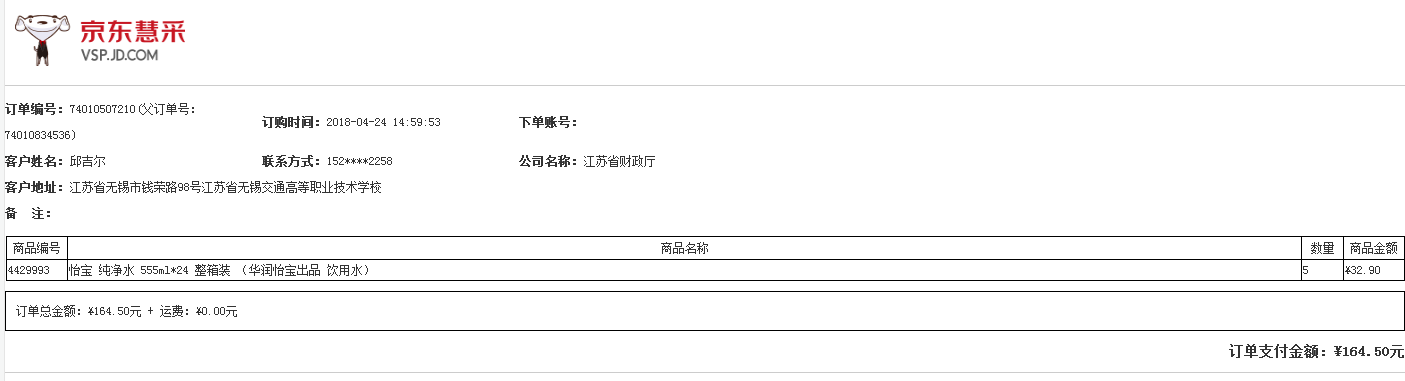 京东慧采
VSP.JD.COM
订单编号：74010507210(父订单号：
74010834536)
订购时间：2018-04-24 14:59:53
下单账号：
客户姓名：邱吉尔
联系方式：152****2258
公司名称：江苏省财政厅
客户地址：江苏省无锡市钱荣路98号江苏省无锡交通高等职业技术学校
备 注：
商品编号 商品名称 数量 商品金额
4429993 怡宝 纯净水 555ml*24 整箱装 （华润怡宝出品 饮用水） 5 ¥32.90
订单总金额：¥164.50元 + 运费：¥0.00元
订单支付金额：¥164.50元